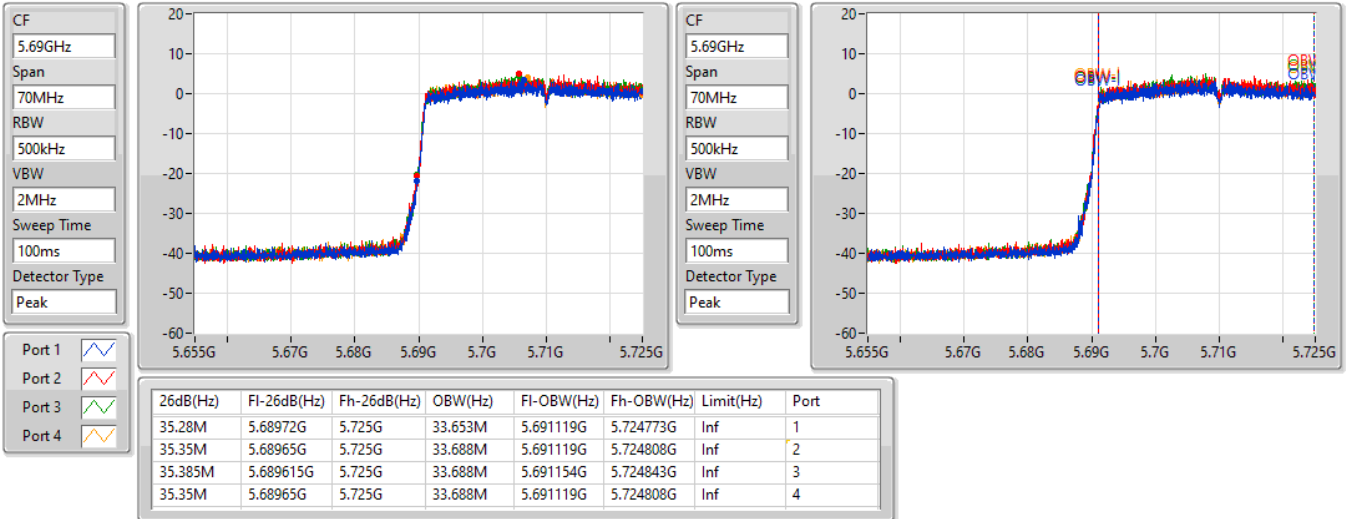 CF
5.69GHz
Span
70MHz
RBW
500kHz
VBW
2MHz
Sweep Time
100ms
Detector Type
Peak
20
10
0
-10
-20
-30
-40
-50
-60
5.655G 5.67G 5.68G 5.69G 5.7G 5.71G 5.725G
CF
5.69GHz
Span
70MHz
RBW
500kHz
VBW
2MHz
Sweep Time
100ms
Detector Type
Peak
20
10
0
-10
-20
-30
-40
-50
-60
OBW-l
OBV
OBV
5.655G 5.67G 5.68G 5.69G 5.7G 5.71G 5.725G
Port 1
Port 2
Port 3
Port 4
26dB(Hz) Fl-26dB(Hz) Fh-26dB(Hz) OBW(Hz) Fl-OBW(Hz) Fh-OBW(Hz) Limit(Hz) Port
35.28M 5.68972G 5.725G 33.653M 5.691119G 5.724773G Inf 1
35.35M 5.68965G 5.725G 33.688M 5.691119G 5.724808G Inf 2
35.385M 5.689615G 5.725G 33.688M 5.691154G 5.724843G Inf 3
35.35M 5.68965G 5.725G 33.688M 5.691119G 5.724808G Inf 4